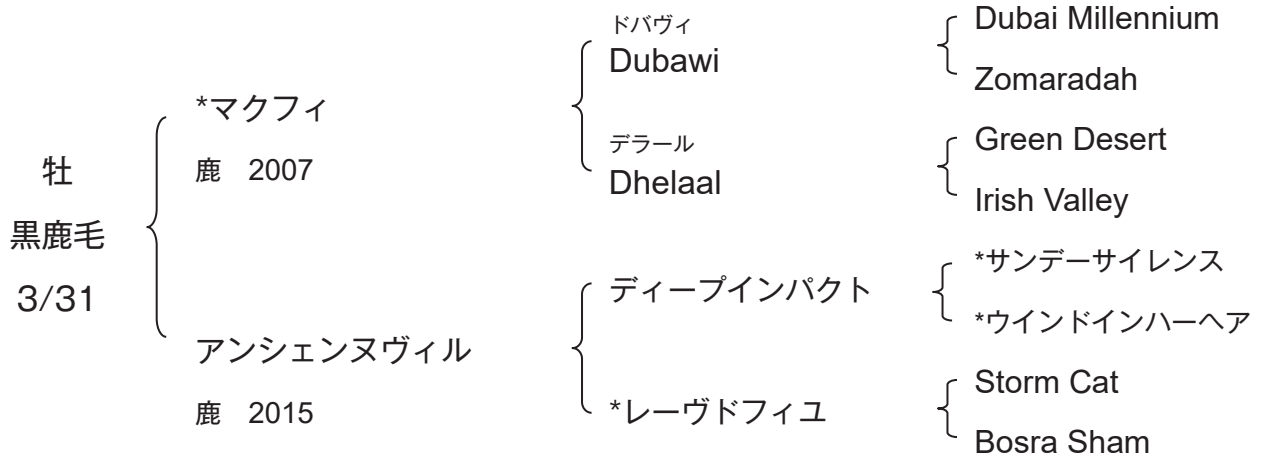 牡
黒鹿毛
3/31
*マクフィ
鹿　2007
アンシェンヌヴィル
鹿　2015
ドバヴィ
Dubawi
デラール
Dhelaal
ディープインパクト
*レーヴドフィユ
Dubai Millennium
Zomaradah
Green Desert
Irish Valley
*サンデーサイレンス
*ウインドインハーヘア
Storm Cat
Bosra Sham